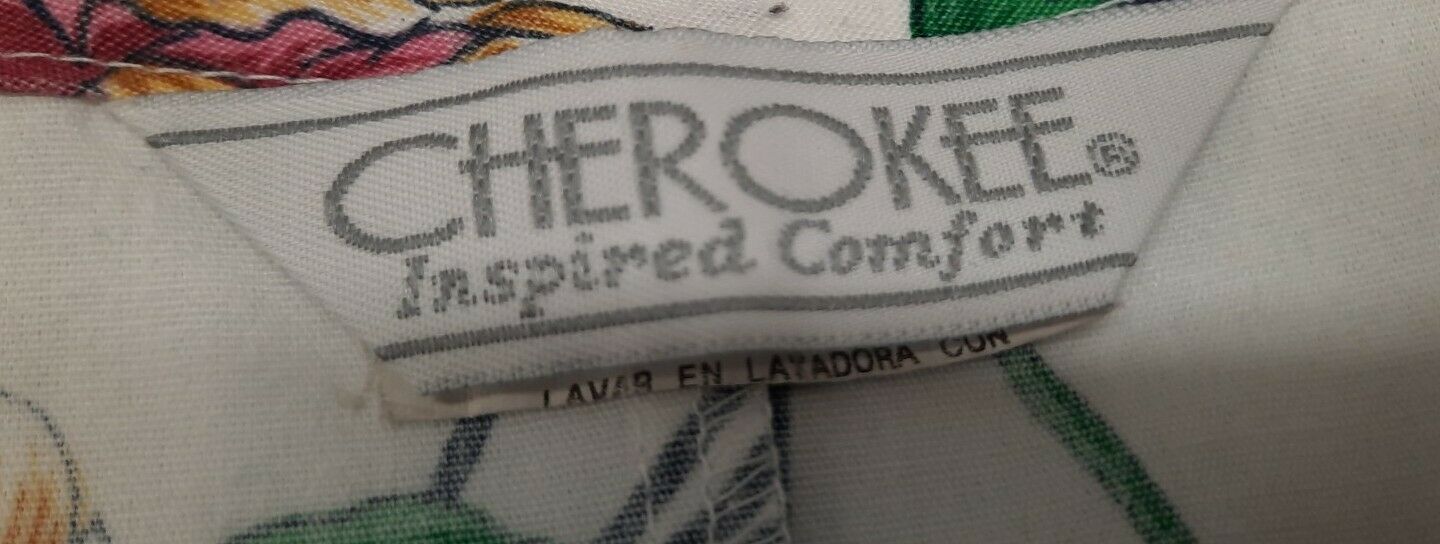 CHEROKEE®
Inspired Comfort
LAVAR EN LAVADORA CON